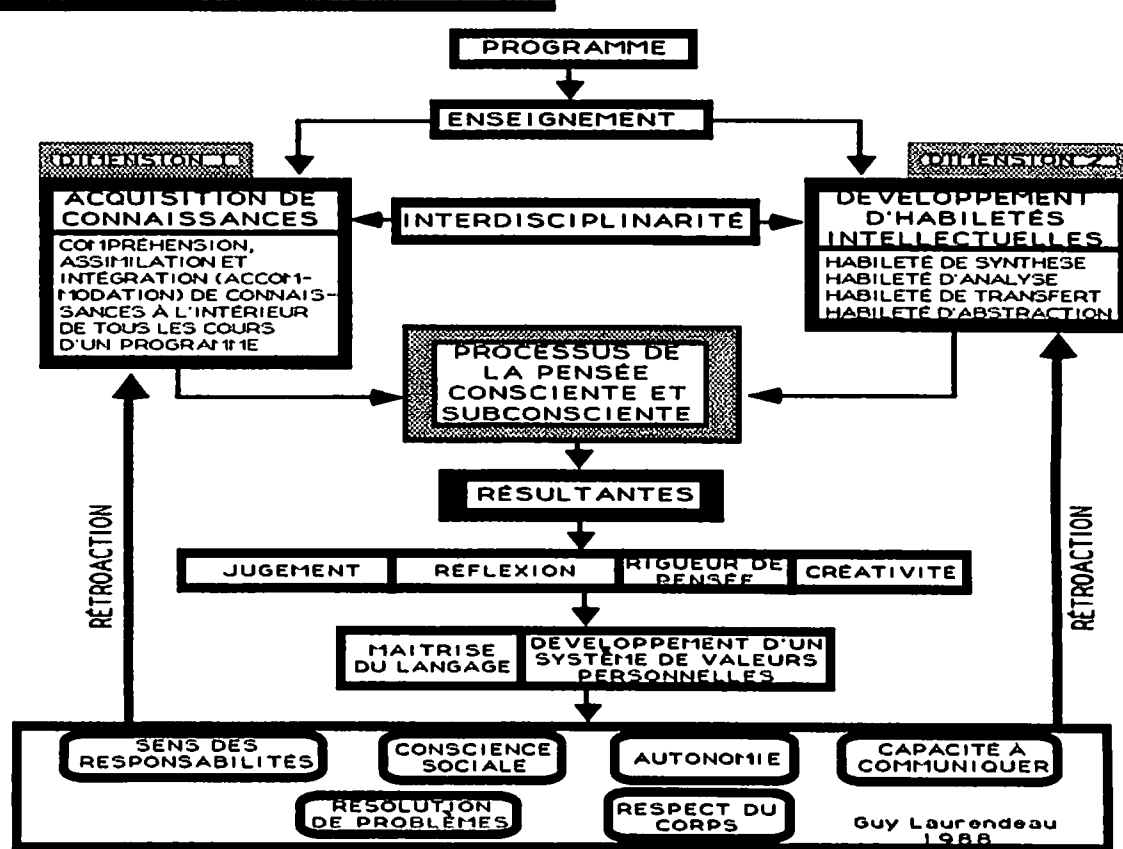 PROGRAMME
ENSEIGNEMENT
DIMENSION 1
DIMENSION 2
ACQUISITION DE
CONNAISSANCES
COMPRÉHENSION,
ASSIMILATION ET
INTÉGRATION (ACCOM-
MODATION) DE CONNAIS-
SANCES À L'INTÉRIEUR
DE TOUS LES COURS
D'UN PROGRAMME
INTERDISCIPLINARITÉ
DÉVELOPPEMENT
D'HABILETÉS
INTELLECTUELLES
HABILETÉ DE SYNTHÈSE
HABILETÉ D'ANALYSE
HABILETÉ DE TRANSFERT
HABILETÉ D'ABSTRACTION
PROCESSUS DE
LA PENSÉE
CONSCIENTE ET
SUBCONSCIENTE
RÉSULTANTES
RÉTROACTION
RÉTROACTION
JUGEMENT
RÉFLEXION
RIGUEUR DE
PENSÉE
CRÉATIVITÉ
MAITRISE
DU LANGAGE
DÉVELOPPEMENT D'UN
SYSTÈME DE VALEURS
PERSONNELLES
SENS DES
RESPONSABILITÉS
CONSCIENCE
SOCIALE
AUTONOMIE
CAPACITÉ À
COMMUNIQUER
RÉSOLUTION
DE PROBLÈMES
RESPECT DU
CORPS
Guy Laurendeau
1988